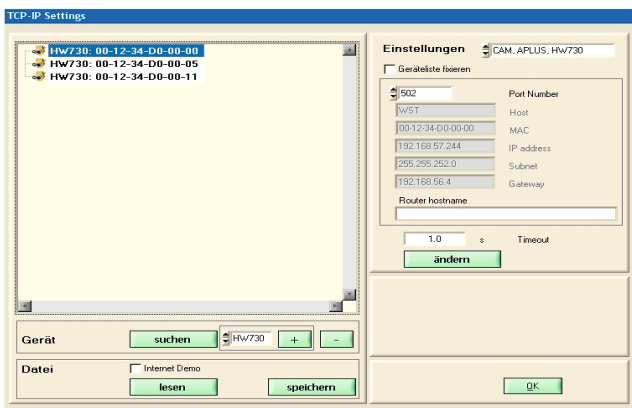 TCP-IP Settings
HW730: 00-12-34-D0-00-00
HW730: 00-12-34-D0-00-05
HW730: 00-12-34-D0-00-11
Gerät
suchen
HW730
+
-
Datei
Internet Demo
lesen
speichern
Einstellungen
CAM, APLUS, HW730
Geräteliste fixieren
502 Port Number
WST Host
00-12-34-D0-00-00 MAC
192.168.57.244 IP address
255.255.252.0 Subnet
192.168.56.4 Gateway
Router hostname
1.0 s Timeout
ändern
OK